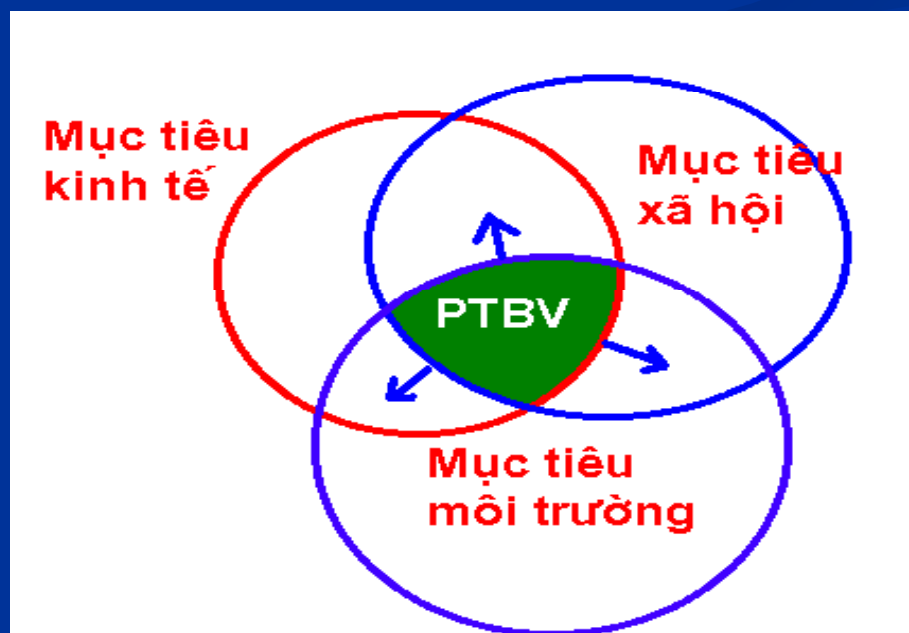 Mục tiêu
kinh tế
Mục tiêu
xã hội
PTBV
Mục tiêu
môi trường